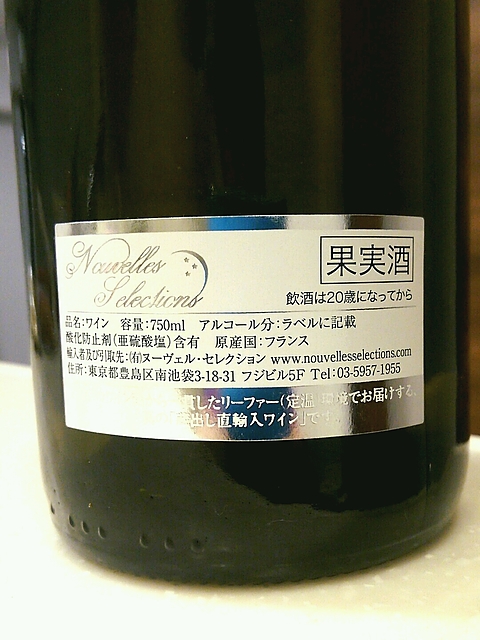 Nouvelles
Selections
果実酒
飲酒は20歳になってから
品名:ワイン 容量:750ml アルコール分:ラベルに記載
酸化防止剤(亜硫酸塩)含有 原産国:フランス
輸入者及び引取先:(有)ヌーヴェル・セレクション www.nouvellesselections.com
住所:東京都豊島区南池袋3-18-31 フジビル5F Tel:03-5957-1955
したリーファー(定温)環境でお届けする、
出し直輸入ワイン」です